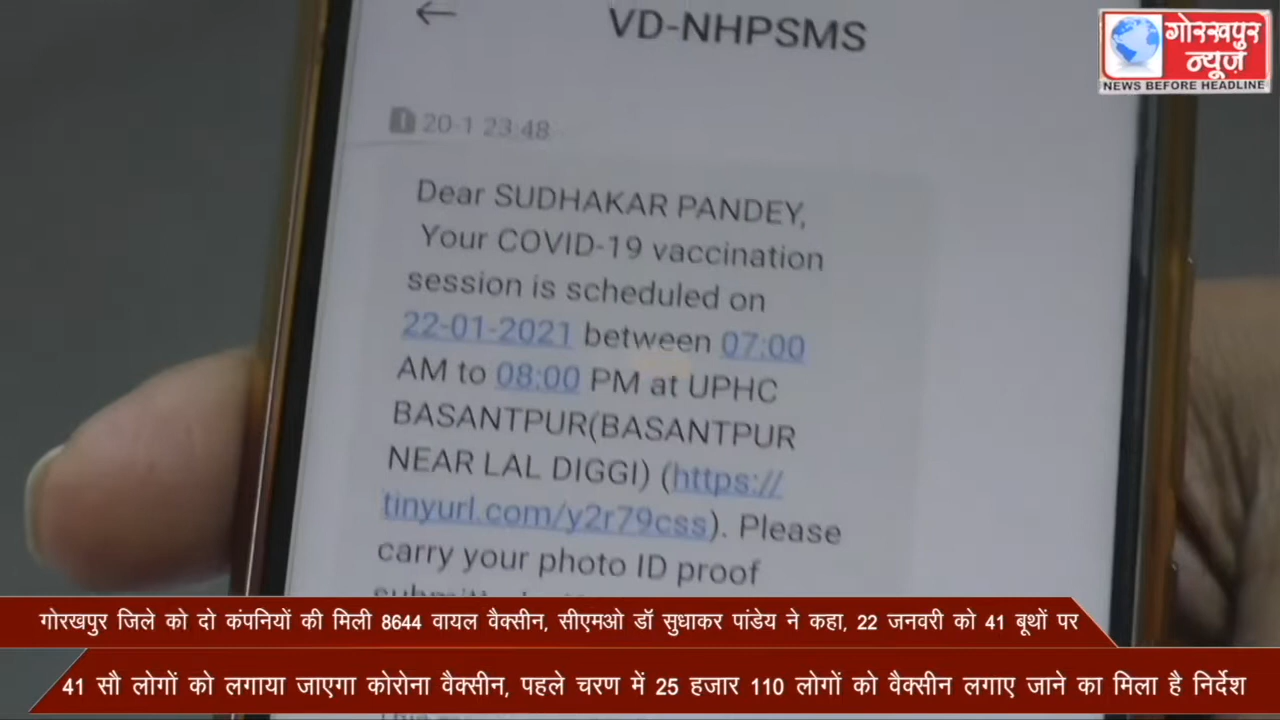 VD-NHPSMS
गोरखपुर
न्यूज़
NEWS BEFORE HEADLINE
20-1 23:48
Dear SUDHAKAR PANDEY,
Your COVID-19 vaccination
session is scheduled on
22-01-2021 between 07:00
AM to 08:00 PM at UPHC
BASANTPUR(BASANTPUR
NEAR LAL DIGGI) (https://
tinyurl.com/y2r79css). Please
carry your photo ID proof
गोरखपुर जिले को दो कंपनियों की मिली 8644 वायल वैक्सीन, सीएमओ डॉ सुधाकर पांडेय ने कहा, 22 जनवरी को 41 बूथों पर
41 सौ लोगों को लगाया जाएगा कोरोना वैक्सीन, पहले चरण में 25 हजार 110 लोगों को वैक्सीन लगाए जाने का मिला है निर्देश